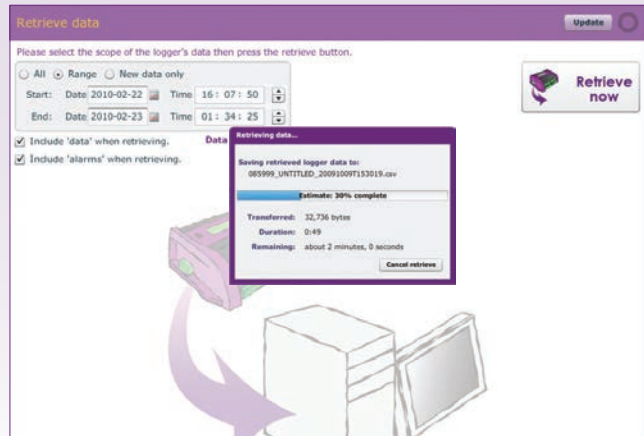 Retrieve data
Update
Please select the scope of the logger's data then press the retrieve button.
All Range New data only
Start: Date 2010-02-22 Time 16 : 07 : 50
End: Date 2010-02-23 Time 01 : 34 : 25
Retrieve
now
Include 'data' when retrieving. Data
Include 'alarms' when retrieving.
Retrieving data...
Saving retrieved logger data to:
085999_UNTITLED_20091009T153019.csv
Estimate: 30% complete
Transferred: 32,736 bytes
Duration: 0:49
Remaining: about 2 minutes, 0 seconds
Cancel retrieve